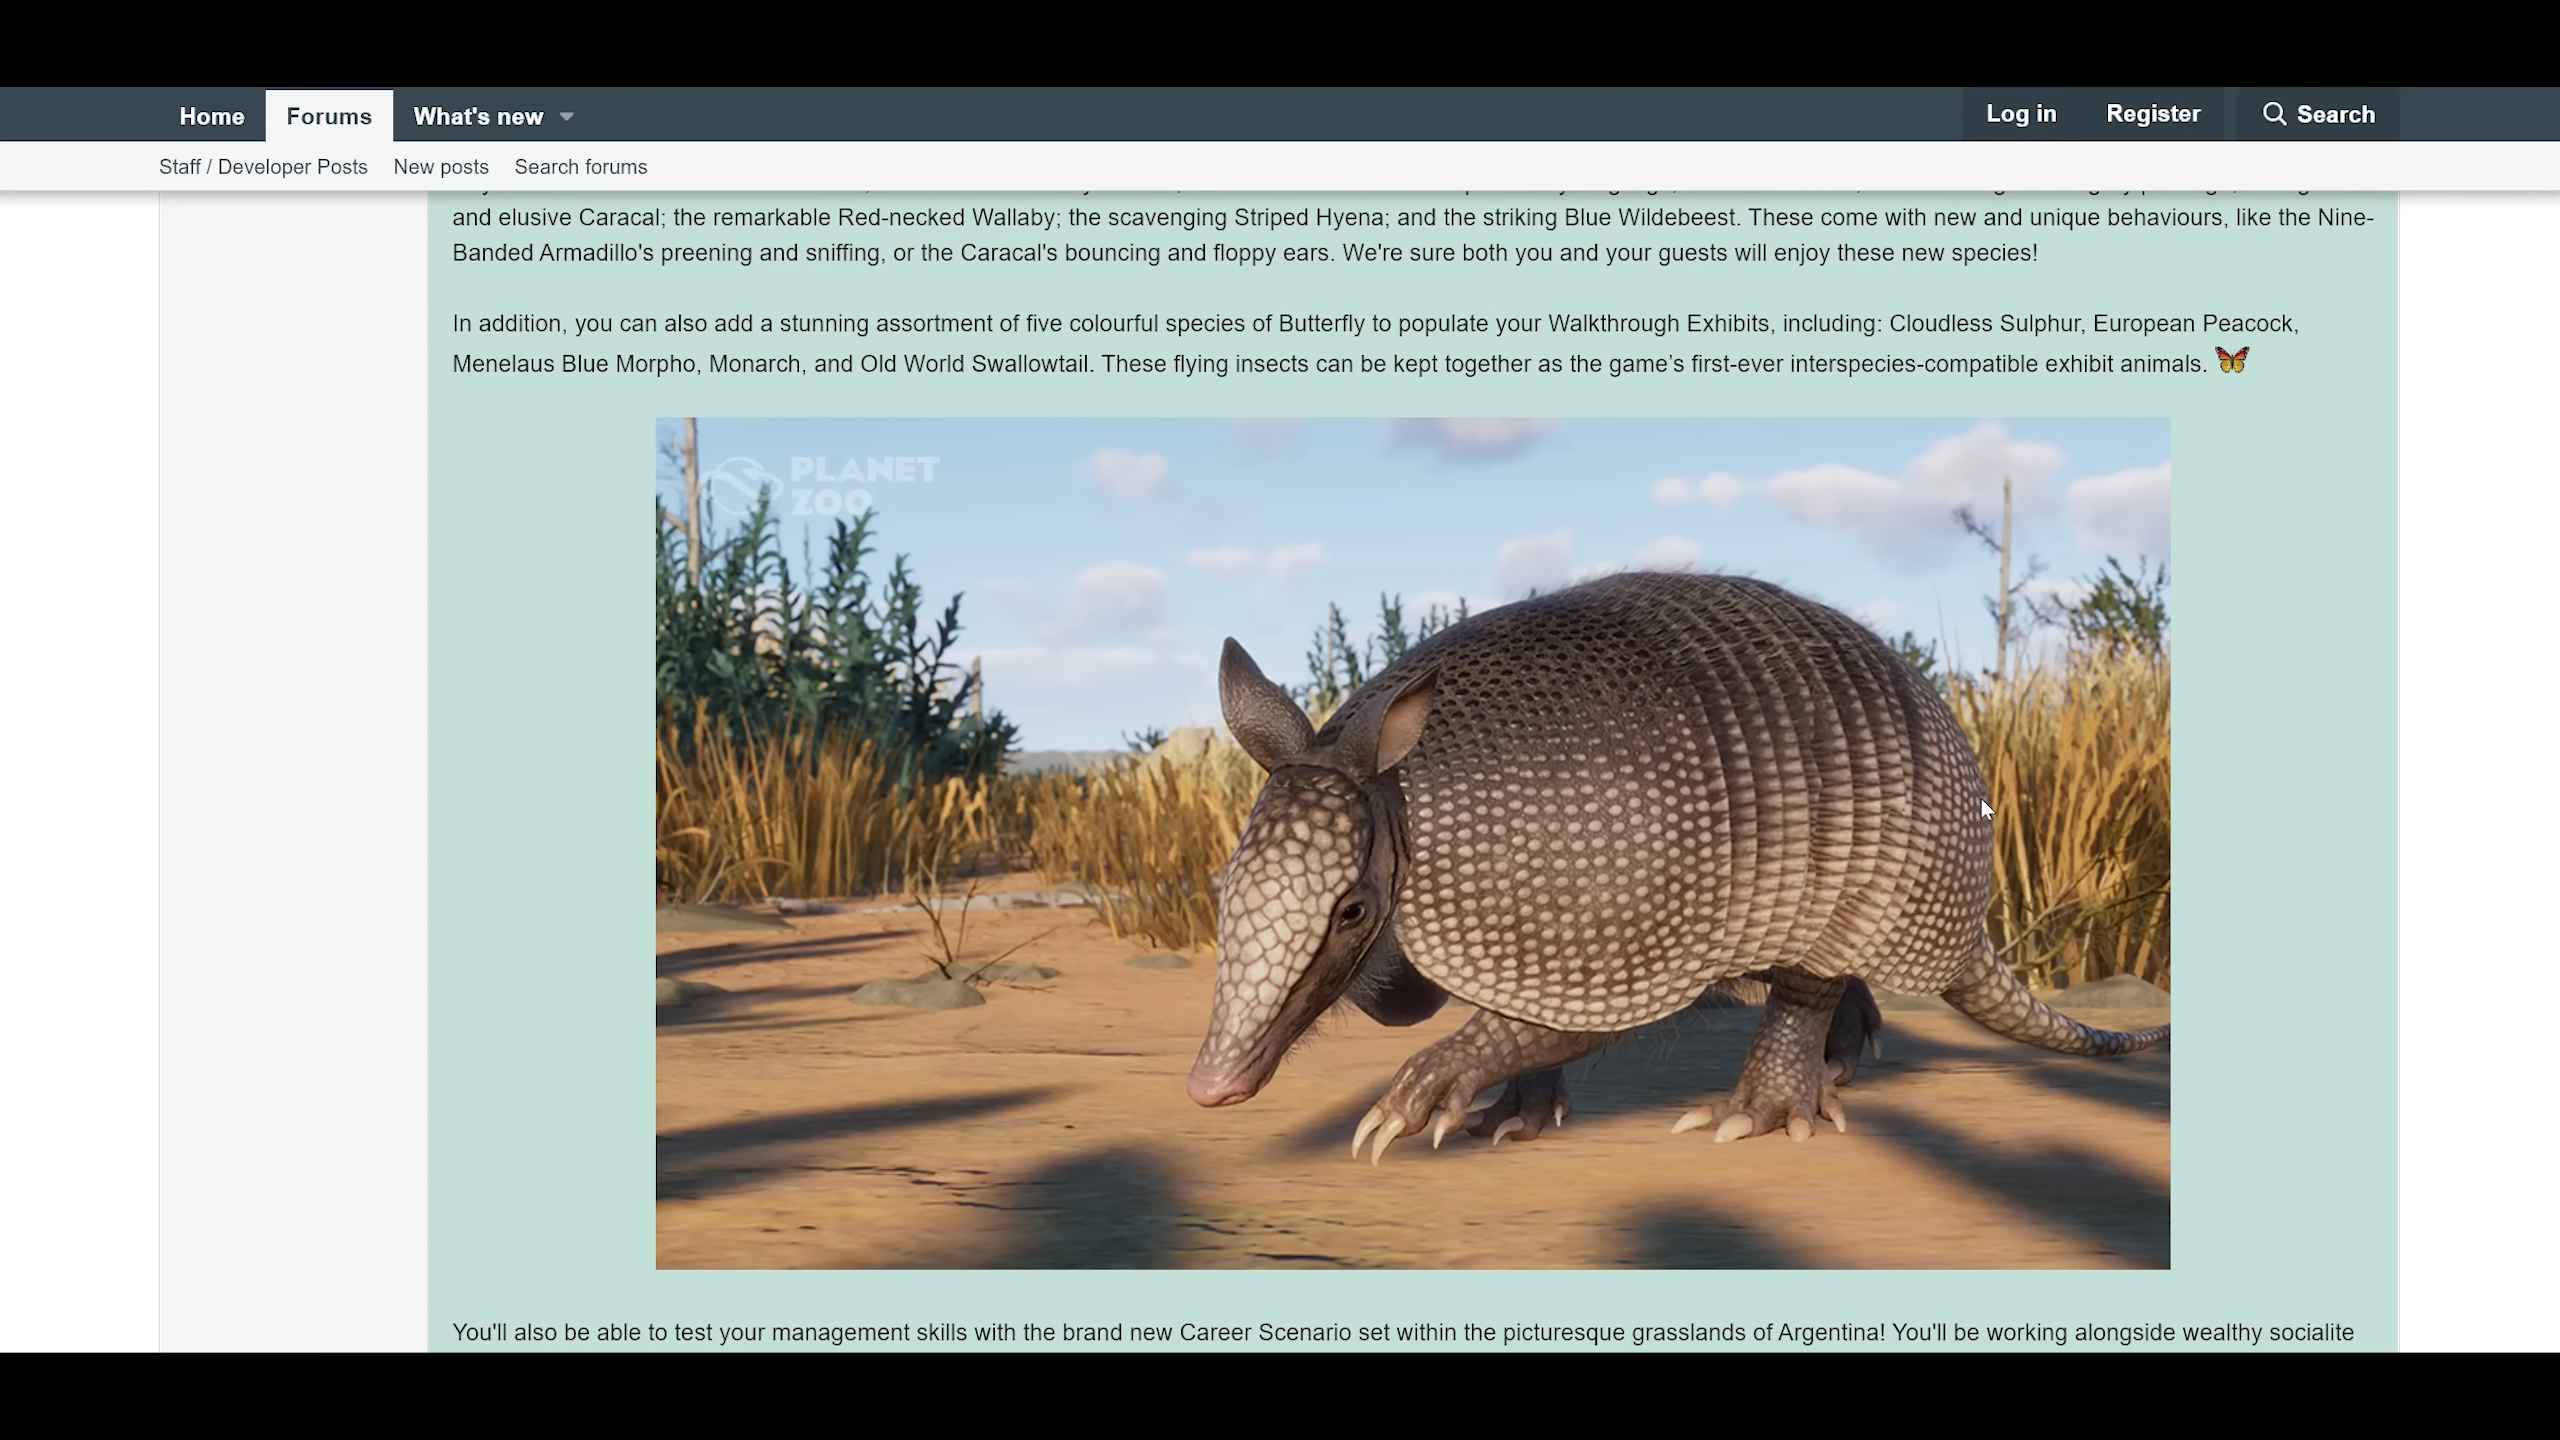 Home Forums What's new Log in Register Search
Staff / Developer Posts New posts Search forums
and elusive Caracal; the remarkable Red-necked Wallaby; the scavenging Striped Hyena; and the striking Blue Wildebeest. These come with new and unique behaviours, like the Nine-
Banded Armadillo's preening and sniffing, or the Caracal's bouncing and floppy ears. We're sure both you and your guests will enjoy these new species!
In addition, you can also add a stunning assortment of five colourful species of Butterfly to populate your Walkthrough Exhibits, including: Cloudless Sulphur, European Peacock,
Menelaus Blue Morpho, Monarch, and Old World Swallowtail. These flying insects can be kept together as the game’s first-ever interspecies-compatible exhibit animals.
PLANET
ZOO
You'll also be able to test your management skills with the brand new Career Scenario set within the picturesque grasslands of Argentina! You'll be working alongside wealthy socialite